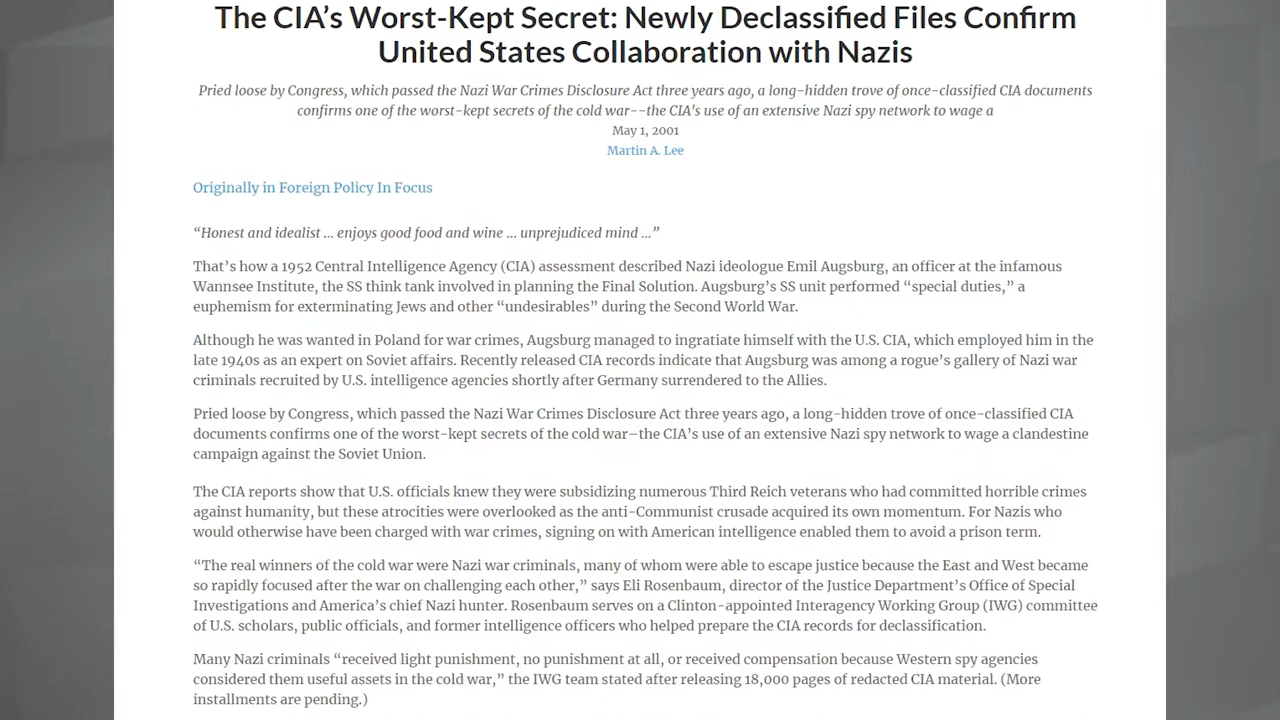 The CIA’s Worst-Kept Secret: Newly Declassified Files Confirm
United States Collaboration with Nazis
Pried loose by Congress, which passed the Nazi War Crimes Disclosure Act three years ago, a long-hidden trove of once-classified CIA documents
confirms one of the worst-kept secrets of the cold war--the CIA’s use of an extensive Nazi spy network to wage a
May 1, 2001
Martin A. Lee
Originally in Foreign Policy In Focus
“Honest and idealist … enjoys good food and wine … unprejudiced mind …”
That’s how a 1952 Central Intelligence Agency (CIA) assessment described Nazi ideologue Emil Augsburg, an officer at the infamous
Wannsee Institute, the SS think tank involved in planning the Final Solution. Augsburg’s SS unit performed “special duties,” a
euphemism for exterminating Jews and other “undesirables” during the Second World War.
Although he was wanted in Poland for war crimes, Augsburg managed to ingratiate himself with the U.S. CIA, which employed him in the
late 1940s as an expert on Soviet affairs. Recently released CIA records indicate that Augsburg was among a rogue’s gallery of Nazi war
criminals recruited by U.S. intelligence agencies shortly after Germany surrendered to the Allies.
Pried loose by Congress, which passed the Nazi War Crimes Disclosure Act three years ago, a long-hidden trove of once-classified CIA
documents confirms one of the worst-kept secrets of the cold war–the CIA’s use of an extensive Nazi spy network to wage a clandestine
campaign against the Soviet Union.
The CIA reports show that U.S. officials knew they were subsidizing numerous Third Reich veterans who had committed horrible crimes
against humanity, but these atrocities were overlooked as the anti-Communist crusade acquired its own momentum. For Nazis who
would otherwise have been charged with war crimes, signing on with American intelligence enabled them to avoid a prison term.
“The real winners of the cold war were Nazi war criminals, many of whom were able to escape justice because the East and West became
so rapidly focused after the war on challenging each other,” says Eli Rosenbaum, director of the Justice Department’s Office of Special
Investigations and America’s chief Nazi hunter. Rosenbaum serves on a Clinton-appointed Interagency Working Group (IWG) committee
of U.S. scholars, public officials, and former intelligence officers who helped prepare the CIA records for declassification.
Many Nazi criminals “received light punishment, no punishment at all, or received compensation because Western spy agencies
considered them useful assets in the cold war,” the IWG team stated after releasing 18,000 pages of redacted CIA material. (More
installments are pending.)